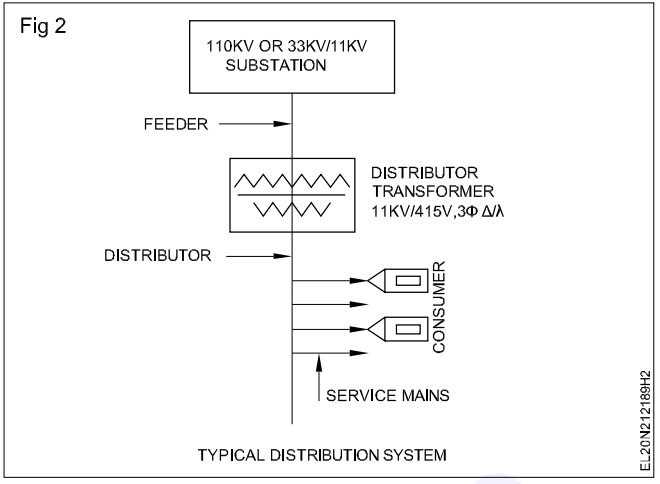 Fig 2
110KV OR 33KV/11KV
SUBSTATION
FEEDER
DISTRIBUTOR
TRANSFORMER
11KV/415V,3Φ Δ/λ
DISTRIBUTOR
CONSUMER
SERVICE MAINS
TYPICAL DISTRIBUTION SYSTEM
EL20N212189H2